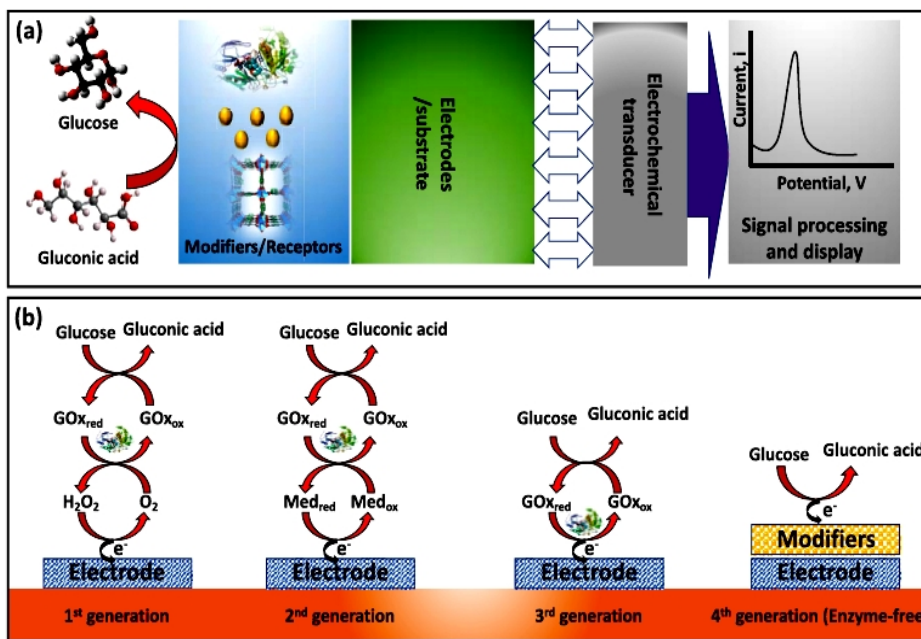 (a)
Glucose
Gluconic acid
Modifiers/Receptors
Electrodes
/substrate
Electrochemical
transducer
Current, i
Potential, V
Signal processing
and display
(b)
Glucose Gluconic acid
GOxred GOxox
H2O2 O2
e-
Electrode
1st generation
Glucose Gluconic acid
GOxred GOxox
Medred Medox
e-
Electrode
2nd generation
Glucose Gluconic acid
GOxred GOxox
e-
Electrode
3rd generation
Glucose Gluconic acid
e-
Modifiers
Electrode
4th generation (Enzyme-free